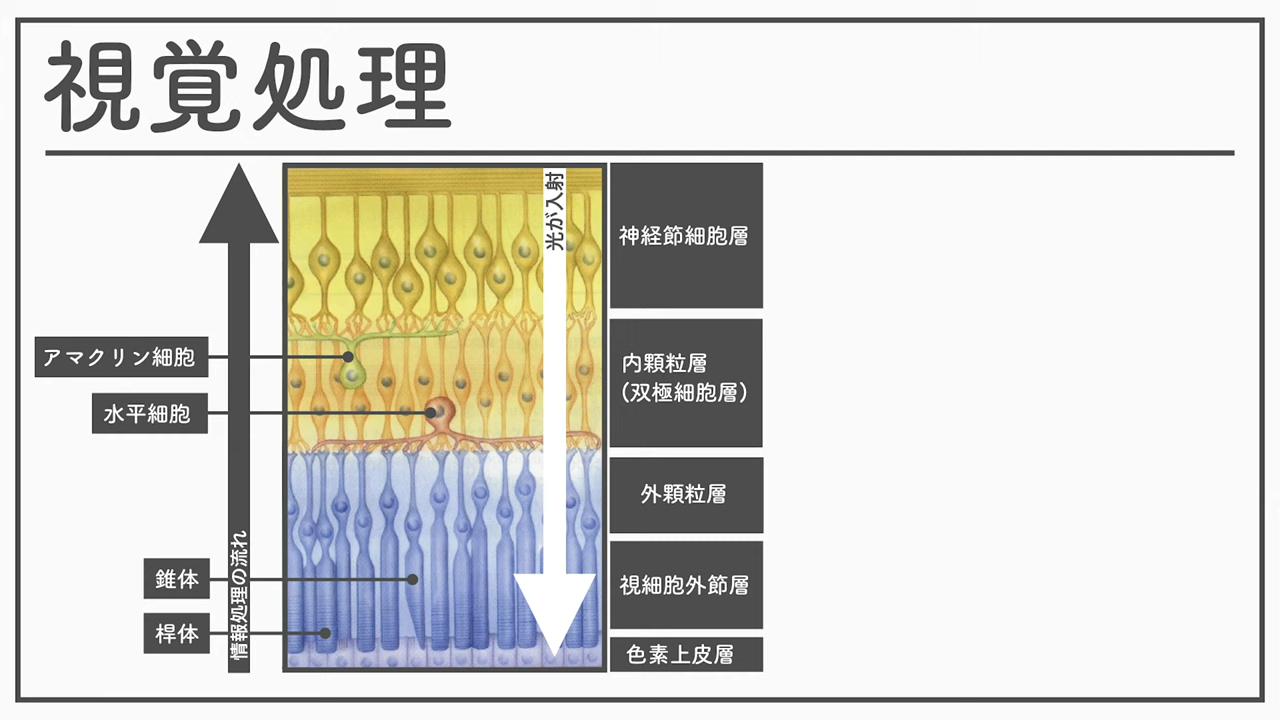 視覚処理
光が入射
神経節細胞層
アマクリン細胞
内顆粒層
(双極細胞層)
水平細胞
外顆粒層
情報処理の流れ
錐体
視細胞外節層
桿体
色素上皮層